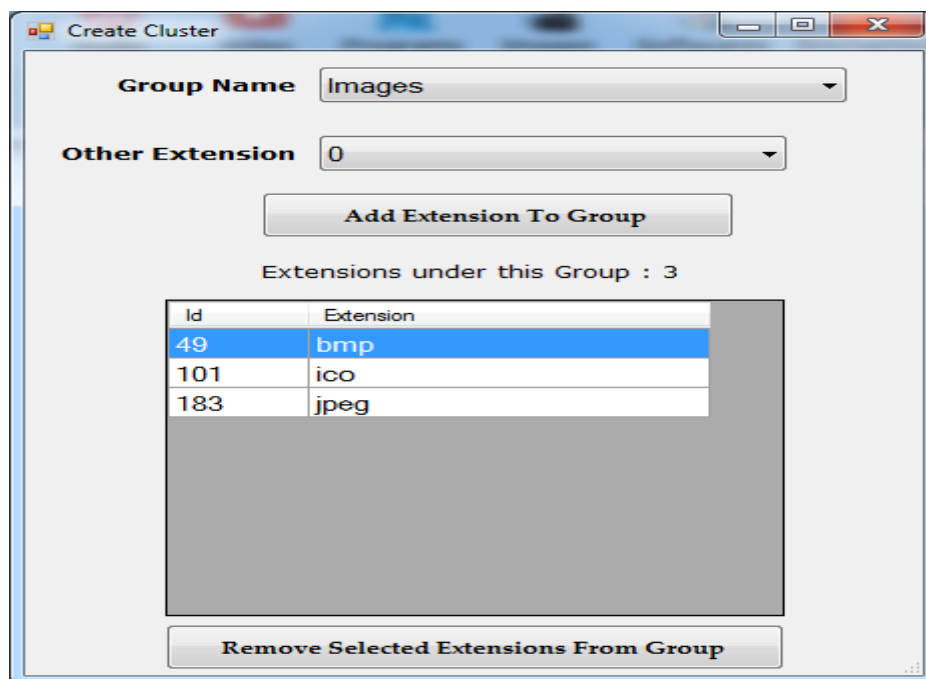 Create Cluster
Group Name Images
Other Extension 0
Add Extension To Group
Extensions under this Group : 3
Id Extension
49 bmp
101 ico
183 jpeg
Remove Selected Extensions From Group